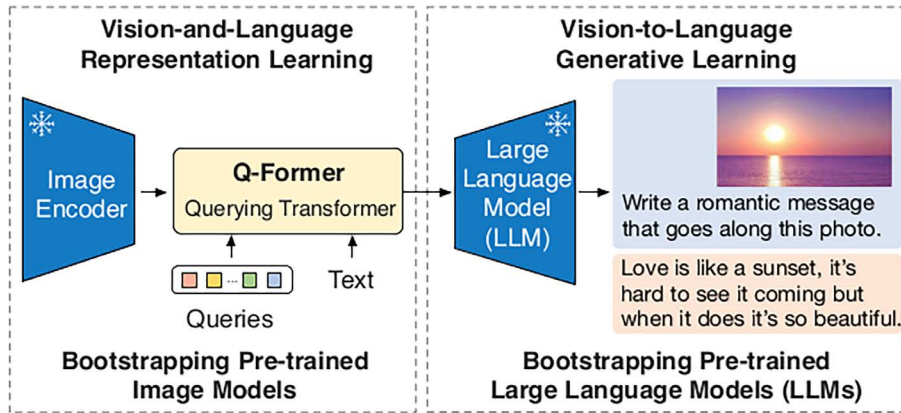 Vision-and-Language
Representation Learning
Image
Encoder
Q-Former
Querying Transformer
...
Queries
Text
Bootstrapping Pre-trained
Image Models
Vision-to-Language
Generative Learning
Large
Language
Model
(LLM)
Write a romantic message
that goes along this photo.
Love is like a sunset, it's
hard to see it coming but
when it does it's so beautiful.
Bootstrapping Pre-trained
Large Language Models (LLMs)